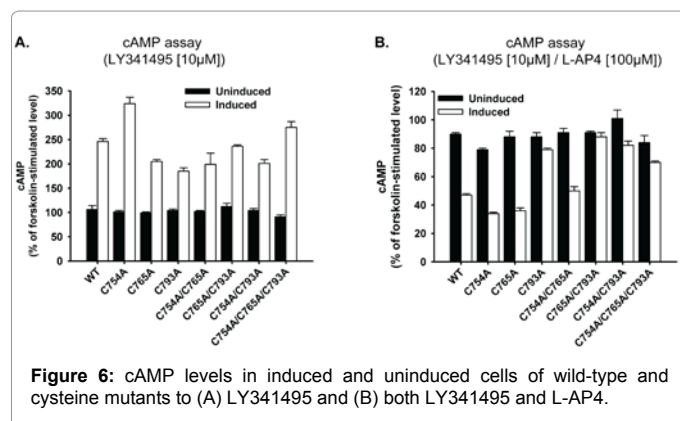 A.
cAMP assay
(LY341495 [10µM])
cAMP
(% of forskolin-stimulated level)
350
300
250
200
150
100
50
0
Uninduced
Induced
WT
C754A
C765A
C793A
C754A/C765A
C765A/C793A
C754A/C793A
C754A/C765A/C793A
B.
cAMP assay
(LY341495 [10µM] / L-AP4 [100µM])
cAMP
(% of forskolin-stimulated level)
120
100
80
60
40
20
0
Uninduced
Induced
WT
C754A
C765A
C793A
C754A/C765A
C765A/C793A
C754A/C793A
C754A/C765A/C793A
Figure 6: cAMP levels in induced and uninduced cells of wild-type and
cysteine mutants to (A) LY341495 and (B) both LY341495 and L-AP4.